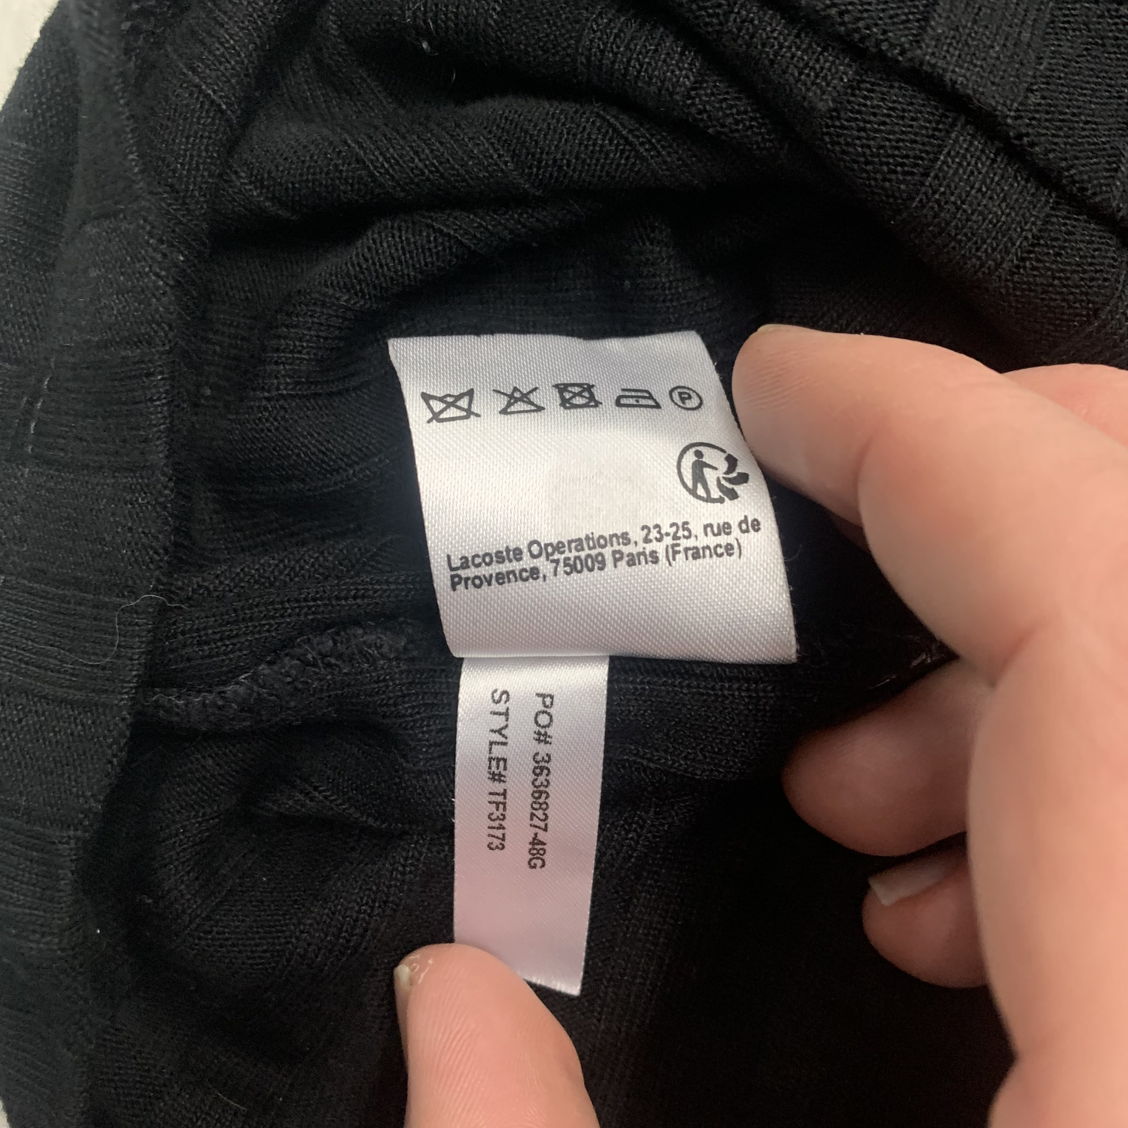 P
Lacoste Operations, 23-25, rue de
Provence, 75009 Paris (France)
PO# 3636827-48G
STYLE# TF3173